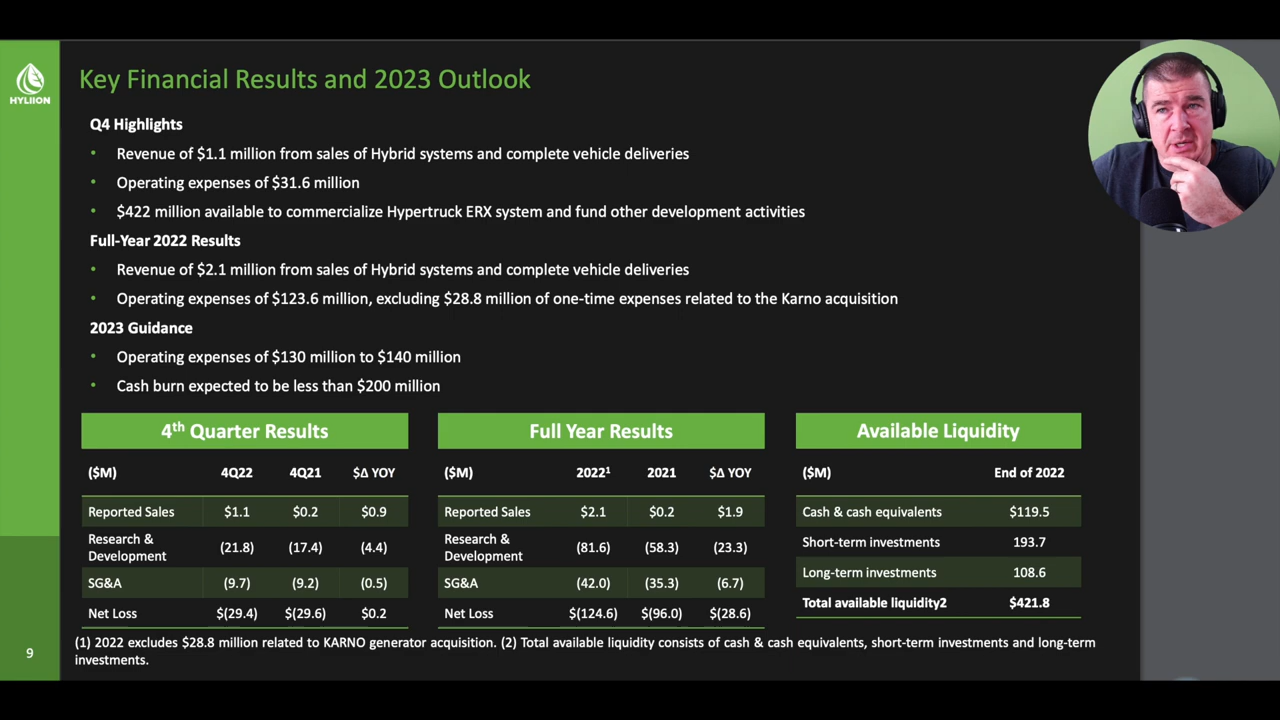 HYLIION
Key Financial Results and 2023 Outlook
Q4 Highlights
• Revenue of $1.1 million from sales of Hybrid systems and complete vehicle deliveries
• Operating expenses of $31.6 million
• $422 million available to commercialize Hypertruck ERX system and fund other development activities
Full-Year 2022 Results
• Revenue of $2.1 million from sales of Hybrid systems and complete vehicle deliveries
• Operating expenses of $123.6 million, excluding $28.8 million of one-time expenses related to the Karno acquisition
2023 Guidance
• Operating expenses of $130 million to $140 million
• Cash burn expected to be less than $200 million
4th Quarter Results
($M) 4Q22 4Q21 $Δ YOY
Reported Sales $1.1 $0.2 $0.9
Research &
Development (21.8) (17.4) (4.4)
SG&A (9.7) (9.2) (0.5)
Net Loss $(29.4) $(29.6) $0.2
Full Year Results
($M) 2022¹ 2021 $Δ YOY
Reported Sales $2.1 $0.2 $1.9
Research &
Development (81.6) (58.3) (23.3)
SG&A (42.0) (35.3) (6.7)
Net Loss $(124.6) $(96.0) $(28.6)
Available Liquidity
($M) End of 2022
Cash & cash equivalents $119.5
Short-term investments 193.7
Long-term investments 108.6
Total available liquidity2 $421.8
(1) 2022 excludes $28.8 million related to KARNO generator acquisition. (2) Total available liquidity consists of cash & cash equivalents, short-term investments and long-term
investments.
9